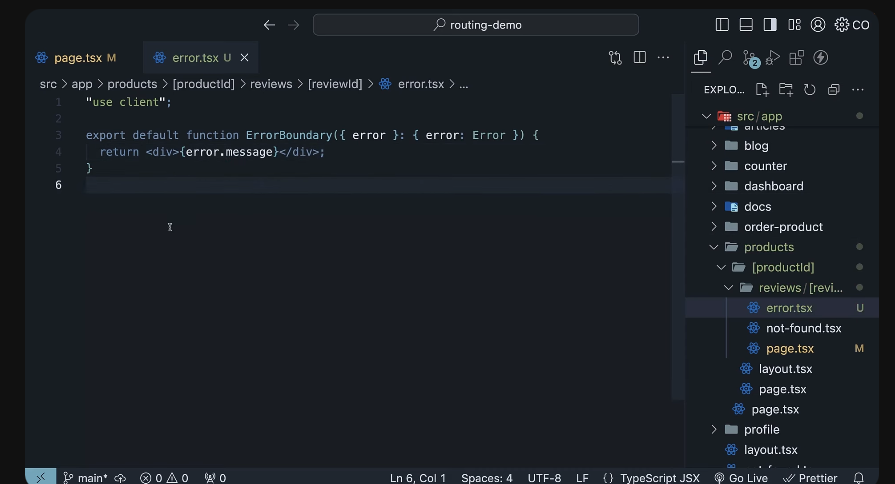 routing-demo
CO
page.tsx M
error.tsx U
src > app > products > [productId] > reviews > [reviewId] > error.tsx > ...
1 "use client";
2
3 export default function ErrorBoundary({ error }: { error: Error }) {
4 return <div>{error.message}</div>;
5 }
6
2
EXPLO...
src/app
articles
blog
counter
dashboard
docs
order-product
products
[productId]
reviews/[revi...
error.tsx U
not-found.tsx
page.tsx M
layout.tsx
page.tsx
page.tsx
profile
layout.tsx
main* 0 0 0 Ln 6, Col 1 Spaces: 4 UTF-8 LF {} TypeScript JSX Go Live Prettier